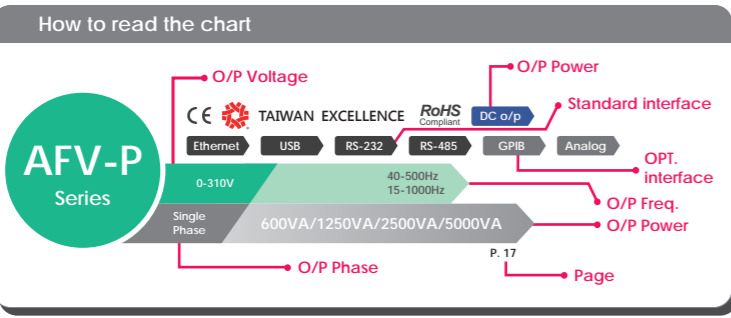 How to read the chart
O/P Voltage
O/P Power
CE TAIWAN EXCELLENCE RoHS Compliant DC o/p
Standard interface
Ethernet USB RS-232 RS-485 GPIB Analog
AFV-P
Series
OPT.
interface
0-310V
40-500Hz
15-1000Hz
O/P Freq.
Single
Phase
600VA/1250VA/2500VA/5000VA
O/P Power
P. 17
O/P Phase
Page